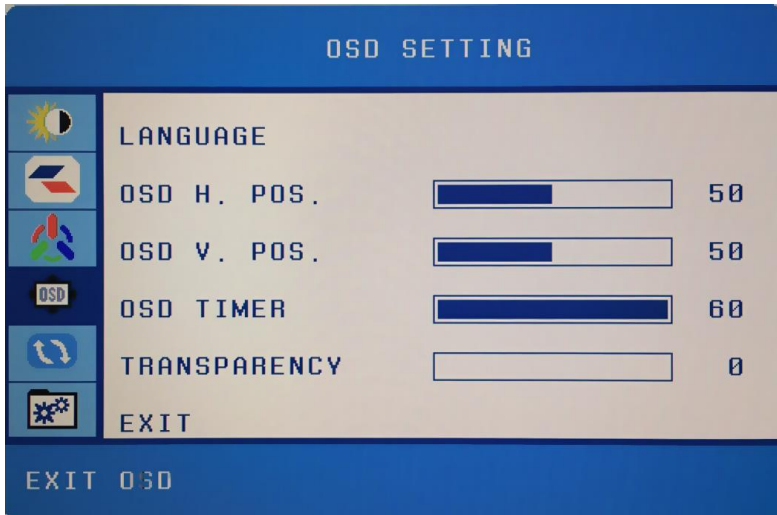 OSD SETTING
LANGUAGE
OSD H. POS. 50
OSD V. POS. 50
OSD
OSD TIMER 60
TRANSPARENCY 0
EXIT
EXIT OSD